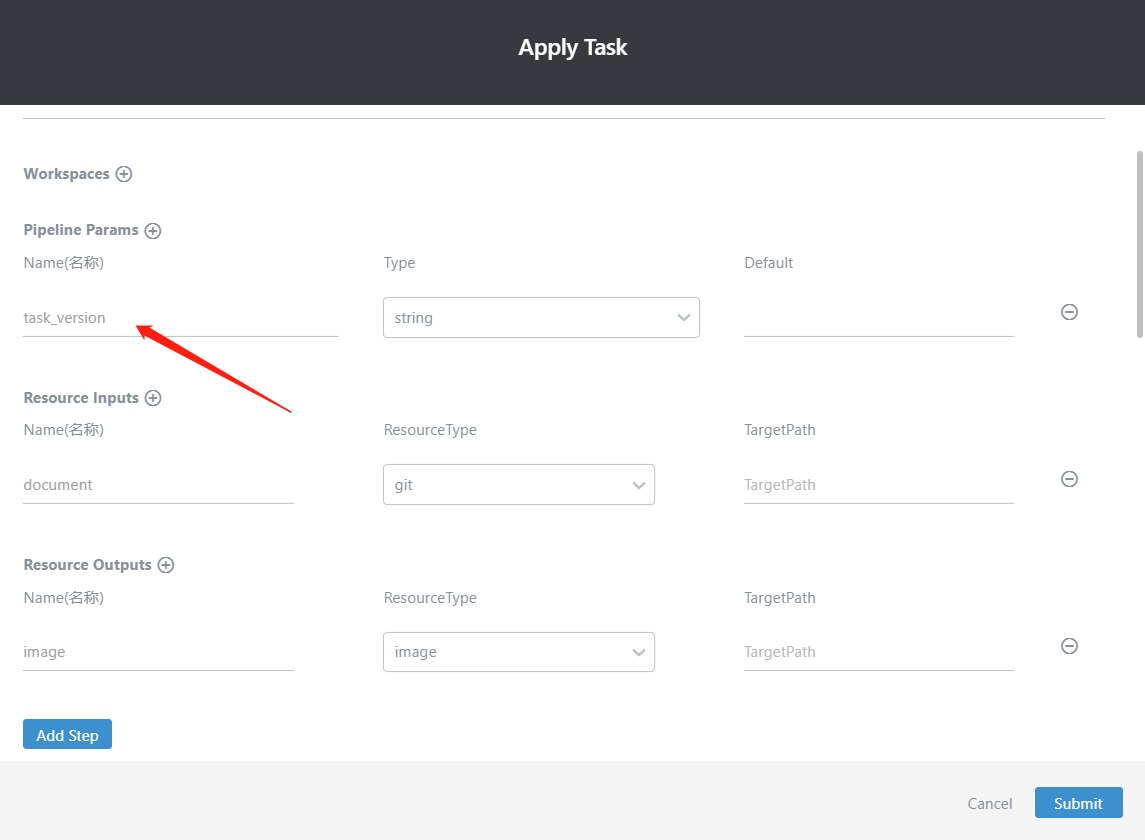 Apply Task
Workspaces
Pipeline Params
Name(名称) Type Default
task_version string
Resource Inputs
Name(名称) ResourceType TargetPath
document git TargetPath
Resource Outputs
Name(名称) ResourceType TargetPath
image image TargetPath
Add Step
Cancel Submit